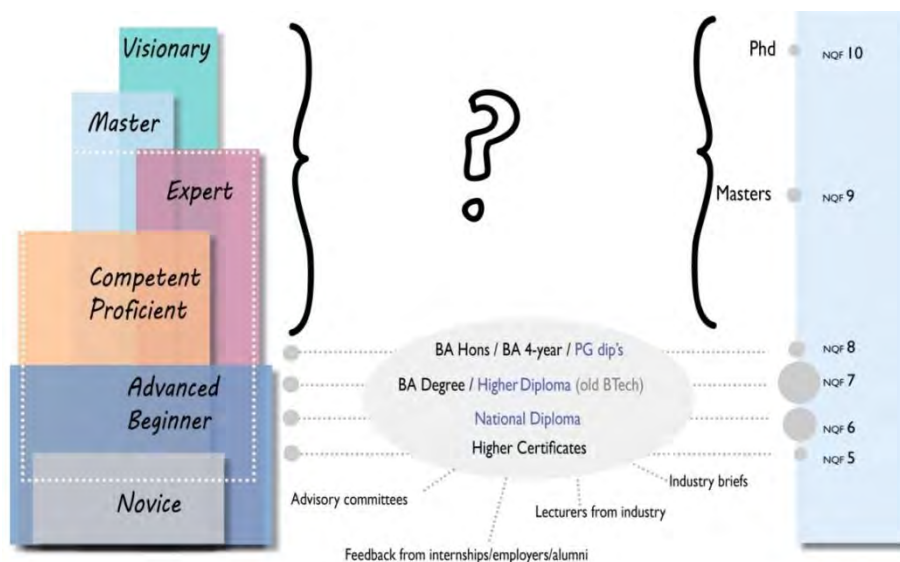 Visionary
Master
Expert
Competent
Proficient
Advanced
Beginner
Novice
?
Phd
NQF 10
Masters
NQF 9
BA Hons / BA 4-year / PG dip's
NQF 8
BA Degree / Higher Diploma (old BTech)
NQF 7
National Diploma
NQF 6
Higher Certificates
NQF 5
Advisory committees
Industry briefs
Lecturers from industry
Feedback from internships/employers/alumni